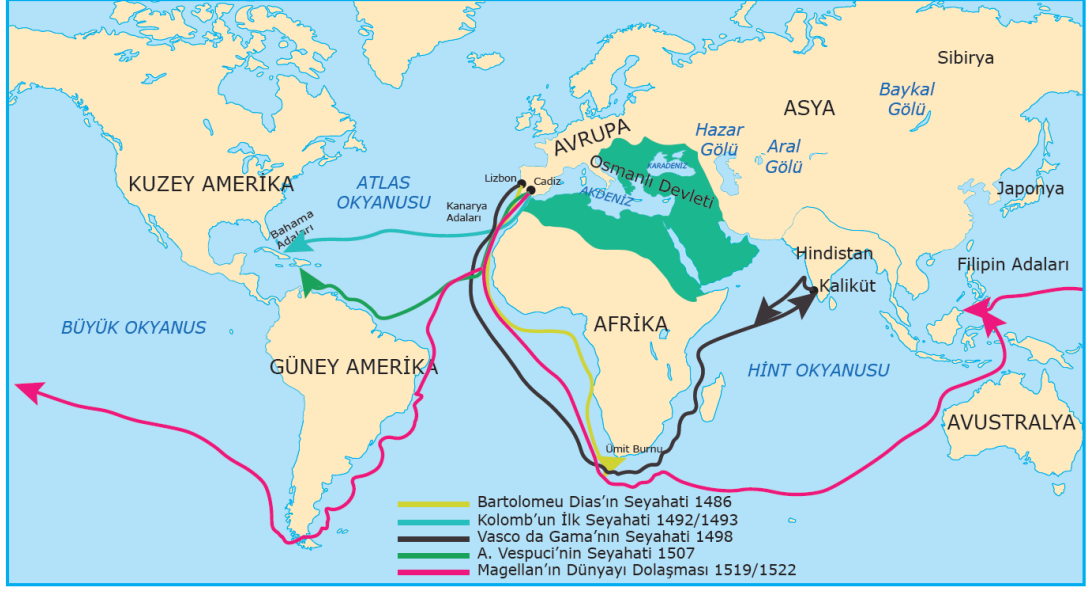 Sibirya
Baykal
Gölü
ASYA
AVRUPA
Hazar
Gölü
Aral
Gölü
KARADENİZ
Osmanlı Devleti
Lizbon
Cadiz
AKDENİZ
KUZEY AMERİKA
ATLAS
OKYANUSU
Kanarya
Adaları
Japonya
Bahama
Adaları
Hindistan
Filipin Adaları
Kaliküt
BÜYÜK OKYANUS
AFRİKA
GÜNEY AMERİKA
HİNT OKYANUSU
AVUSTRALYA
Ümit Burnu
Bartolomeu Dias’ın Seyahati 1486
Kolomb’un İlk Seyahati 1492/1493
Vasco da Gama’nın Seyahati 1498
A. Vespuci’nin Seyahati 1507
Magellan’ın Dünyayı Dolaşması 1519/1522